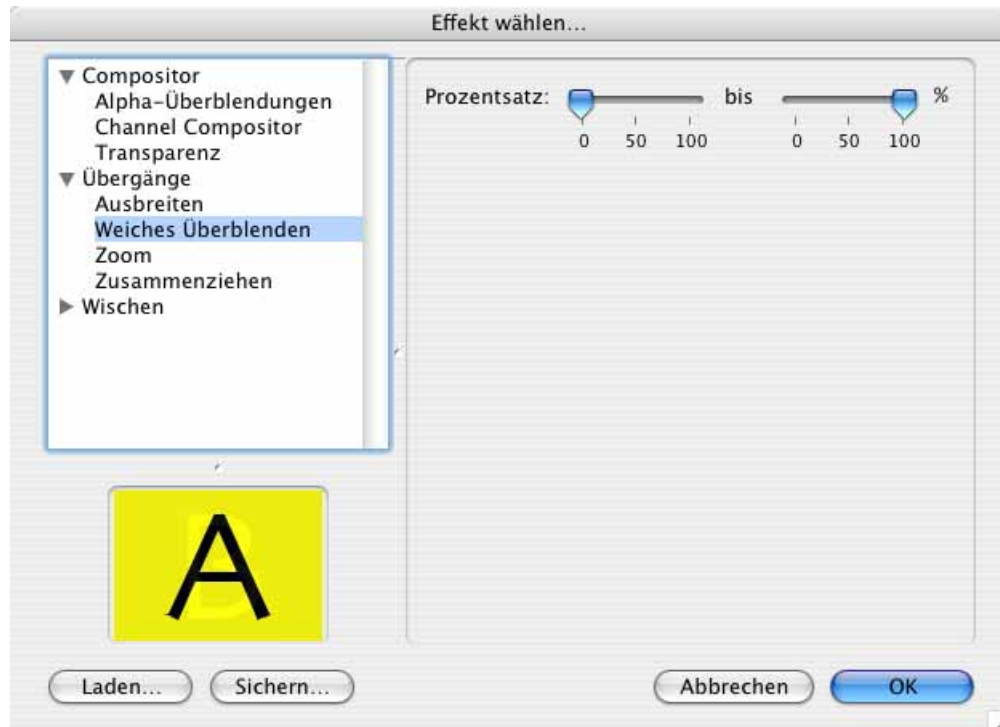 Effekt wählen...
Compositor
Alpha-Überblendungen
Channel Compositor
Transparenz
Übergänge
Ausbreiten
Weiches Überblenden
Zoom
Zusammenziehen
Wischen
Prozentsatz: bis %
0 50 100 0 50 100
A
B
Laden... Sichern... Abbrechen OK